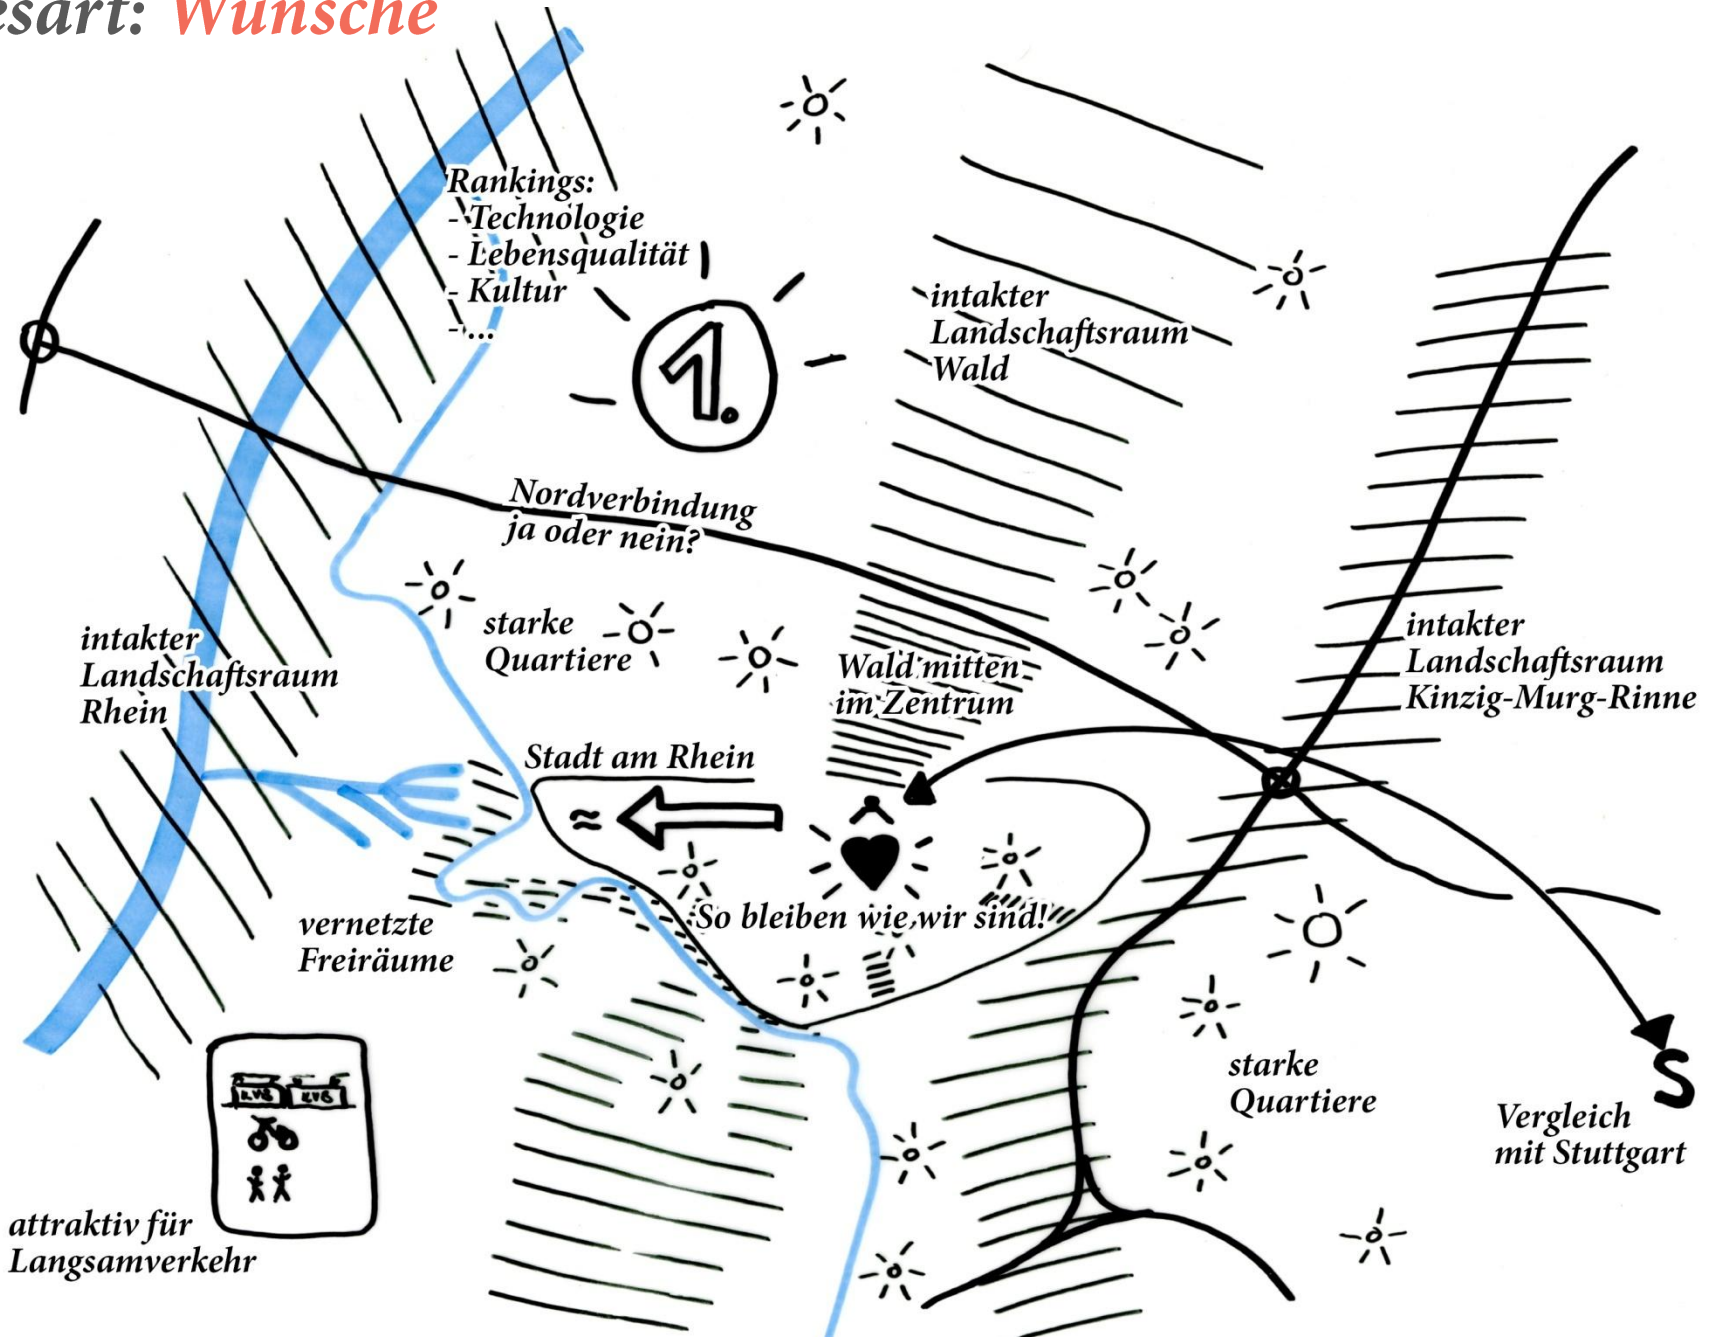 esart: Wünsche
Rankings:
- Technologie
- Lebensqualität
- Kultur
- ...
1.
intakter
Landschaftsraum
Wald
Nordverbindung
ja oder nein?
starke
Quartiere
intakter
Landschaftsraum
Rhein
Wald mitten
im Zentrum
intakter
Landschaftsraum
Kinzig-Murg-Rinne
Stadt am Rhein
≈
So bleiben wie wir sind!
vernetzte
Freiräume
starke
Quartiere
S
Vergleich
mit Stuttgart
KVB KVB
attraktiv für
Langsamverkehr